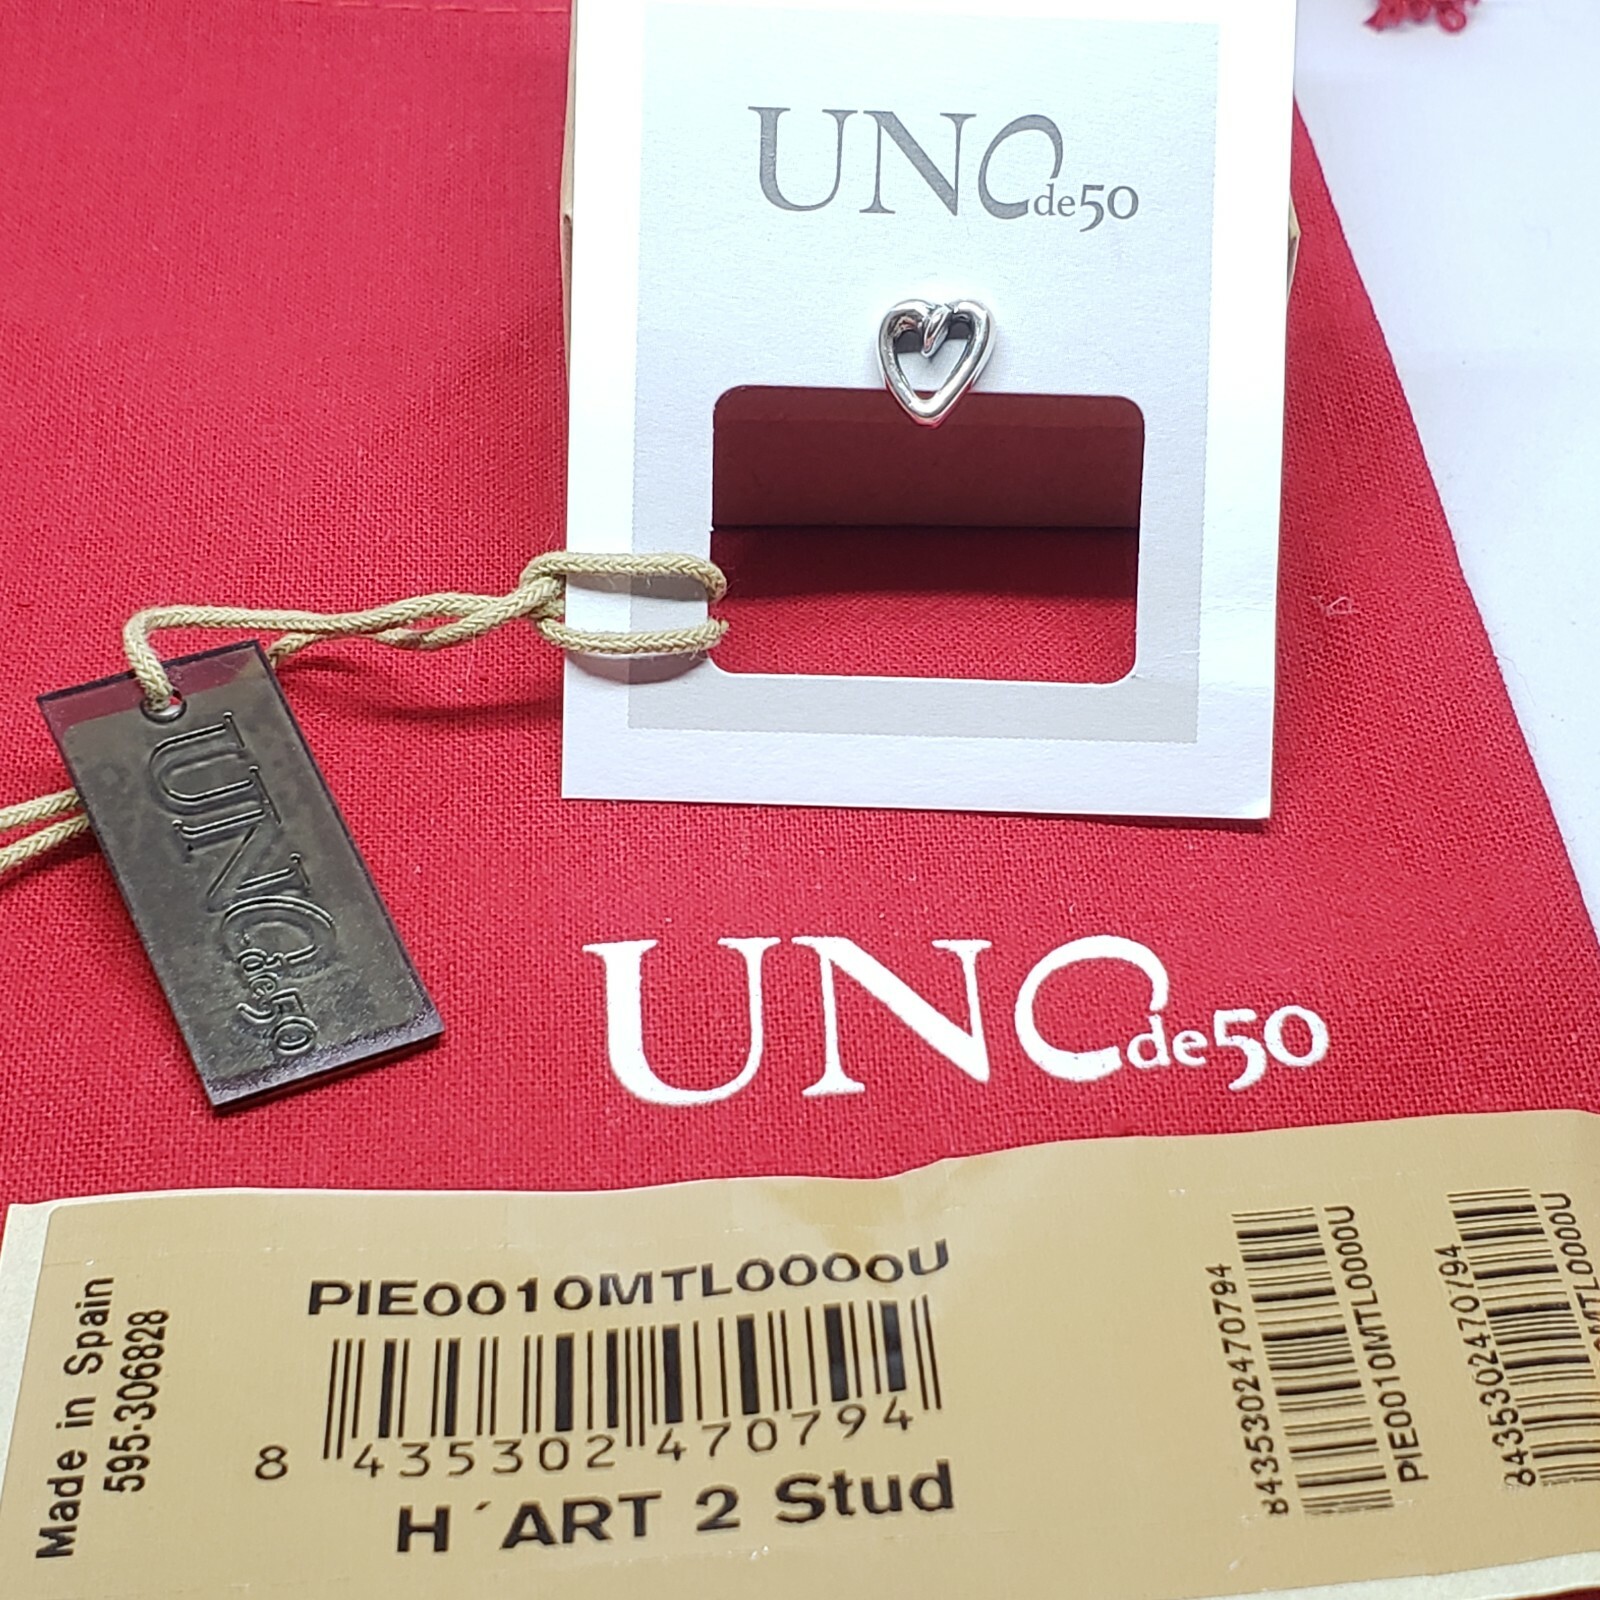 UNOde50
UNOde50
UNOde50
Made in Spain
595-306828
PIE0010MTL0000U
8 435302 470794
H´ART 2 Stud
8435302470794
PIE0010MTL0000U
8435302470794